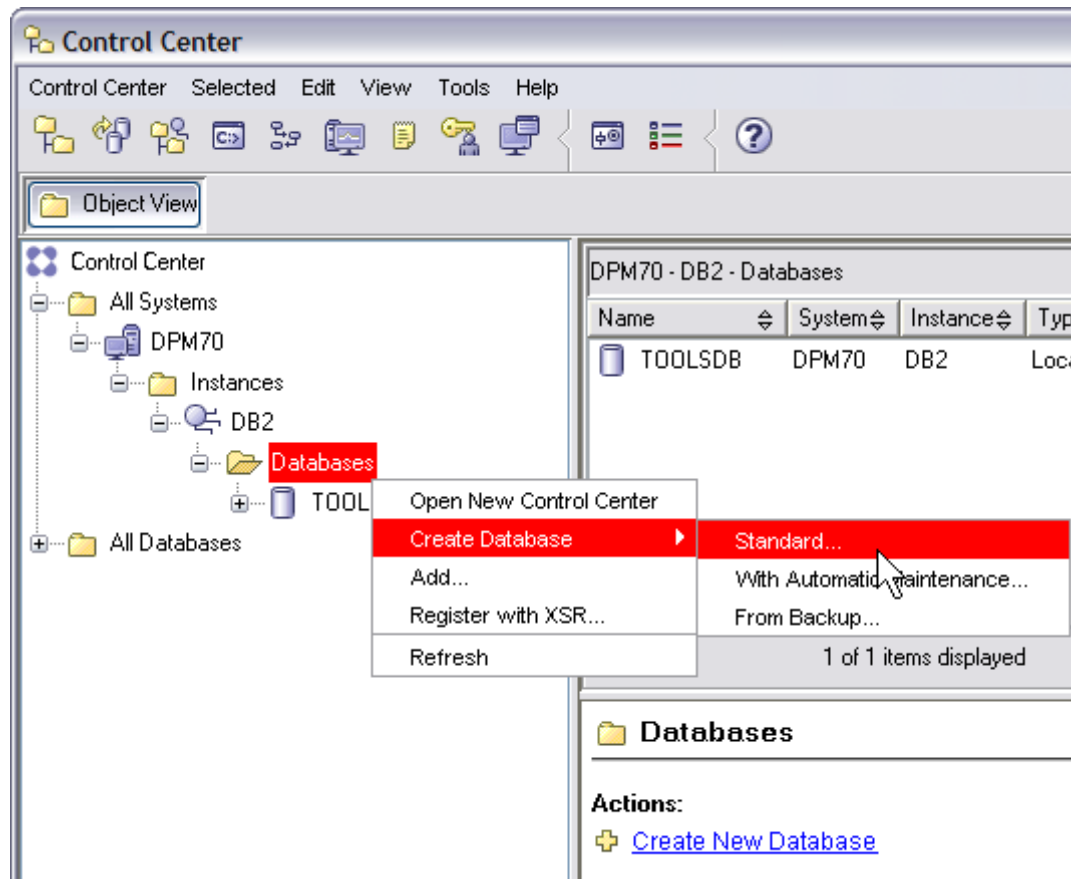 Control Center
Control Center Selected Edit View Tools Help
Object View
Control Center
All Systems
DPM70
Instances
DB2
Databases
TOOL
All Databases
Open New Control Center
Create Database
Add...
Register with XSR...
Refresh
Standard...
With Automatic Maintenance...
From Backup...
DPM70 - DB2 - Databases
Name System Instance Typ
TOOLSDB DPM70 DB2 Loca
1 of 1 items displayed
Databases
Actions:
Create New Database